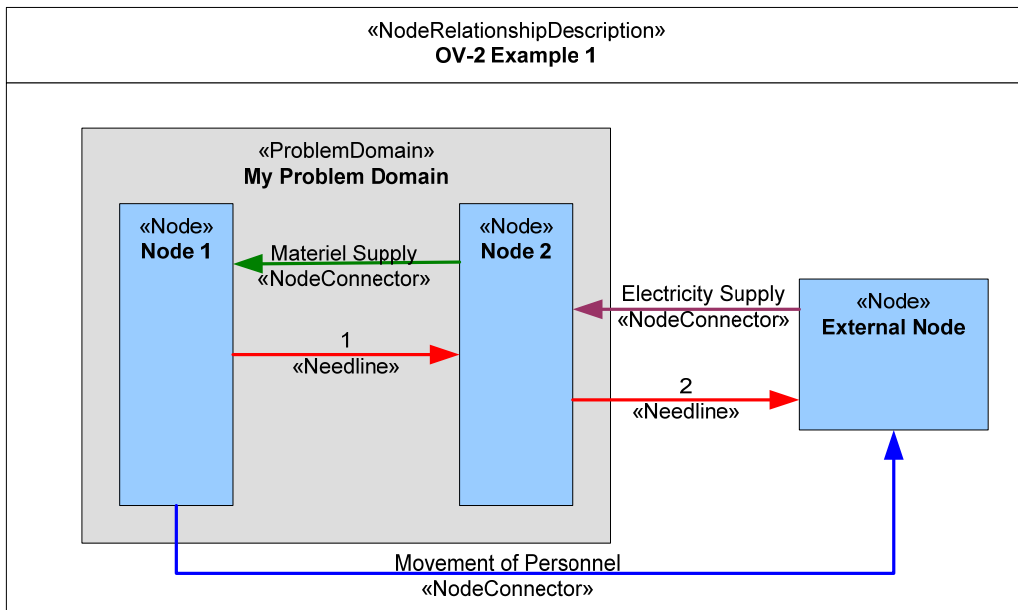 «NodeRelationshipDescription»
OV-2 Example 1
«ProblemDomain»
My Problem Domain
«Node»
Node 1
Materiel Supply
«NodeConnector»
1
«Needline»
«Node»
Node 2
Electricity Supply
«NodeConnector»
2
«Needline»
«Node»
External Node
Movement of Personnel
«NodeConnector»